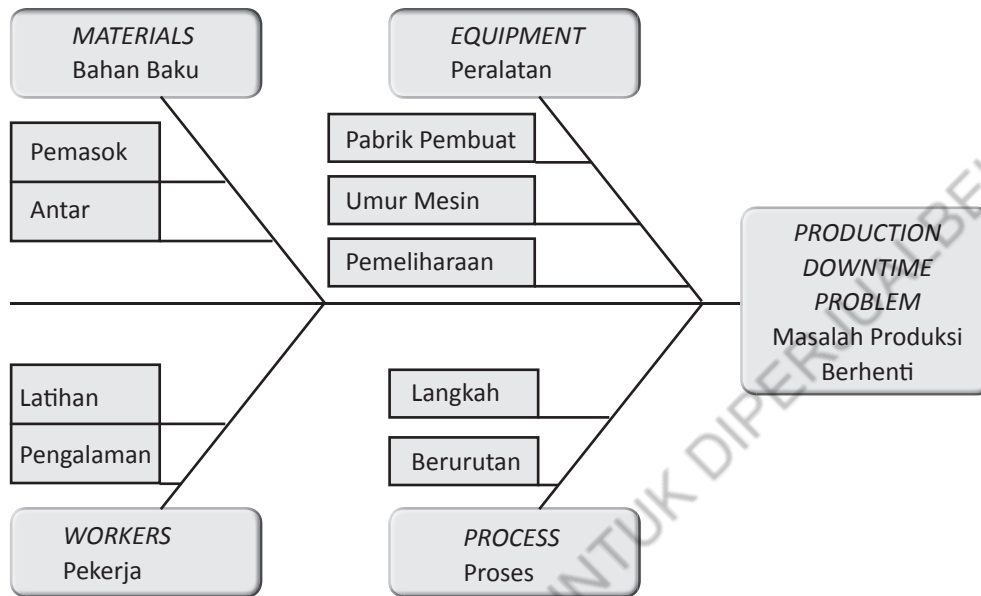 MATERIALS
Bahan Baku
EQUIPMENT
Peralatan
Pemasok
Antar
Pabrik Pembuat
Umur Mesin
Pemeliharaan
PRODUCTION
DOWNTIME
PROBLEM
Masalah Produksi
Berhenti
Latihan
Pengalaman
Langkah
Berurutan
WORKERS
Pekerja
PROCESS
Proses